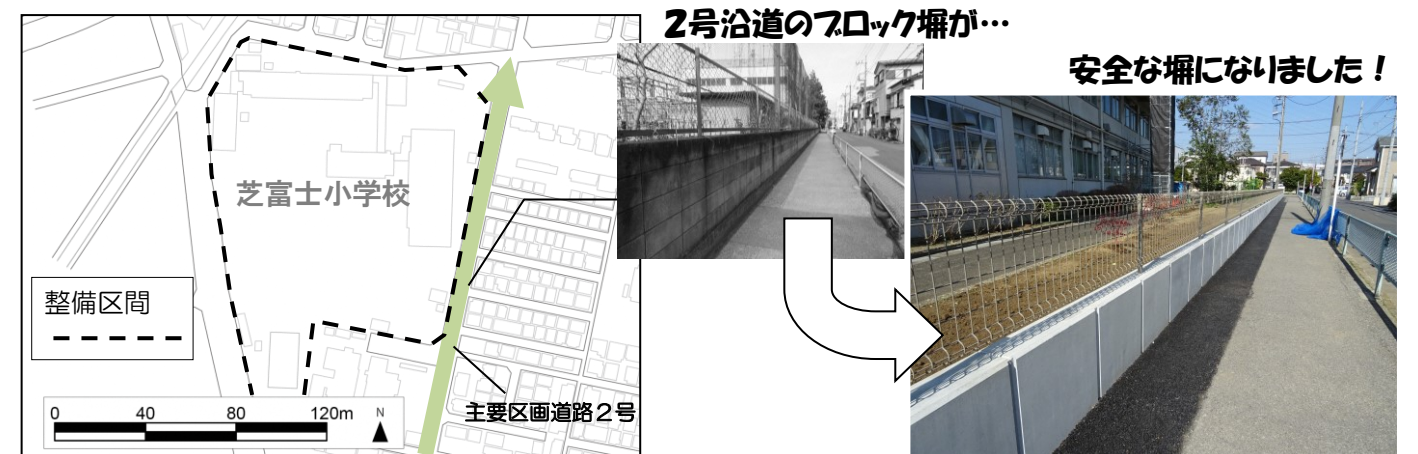 2号沿道のブロック塀が…
安全な塀になりました！
芝富士小学校
整備区間
主要区画道路２号
0 40 80 120m N